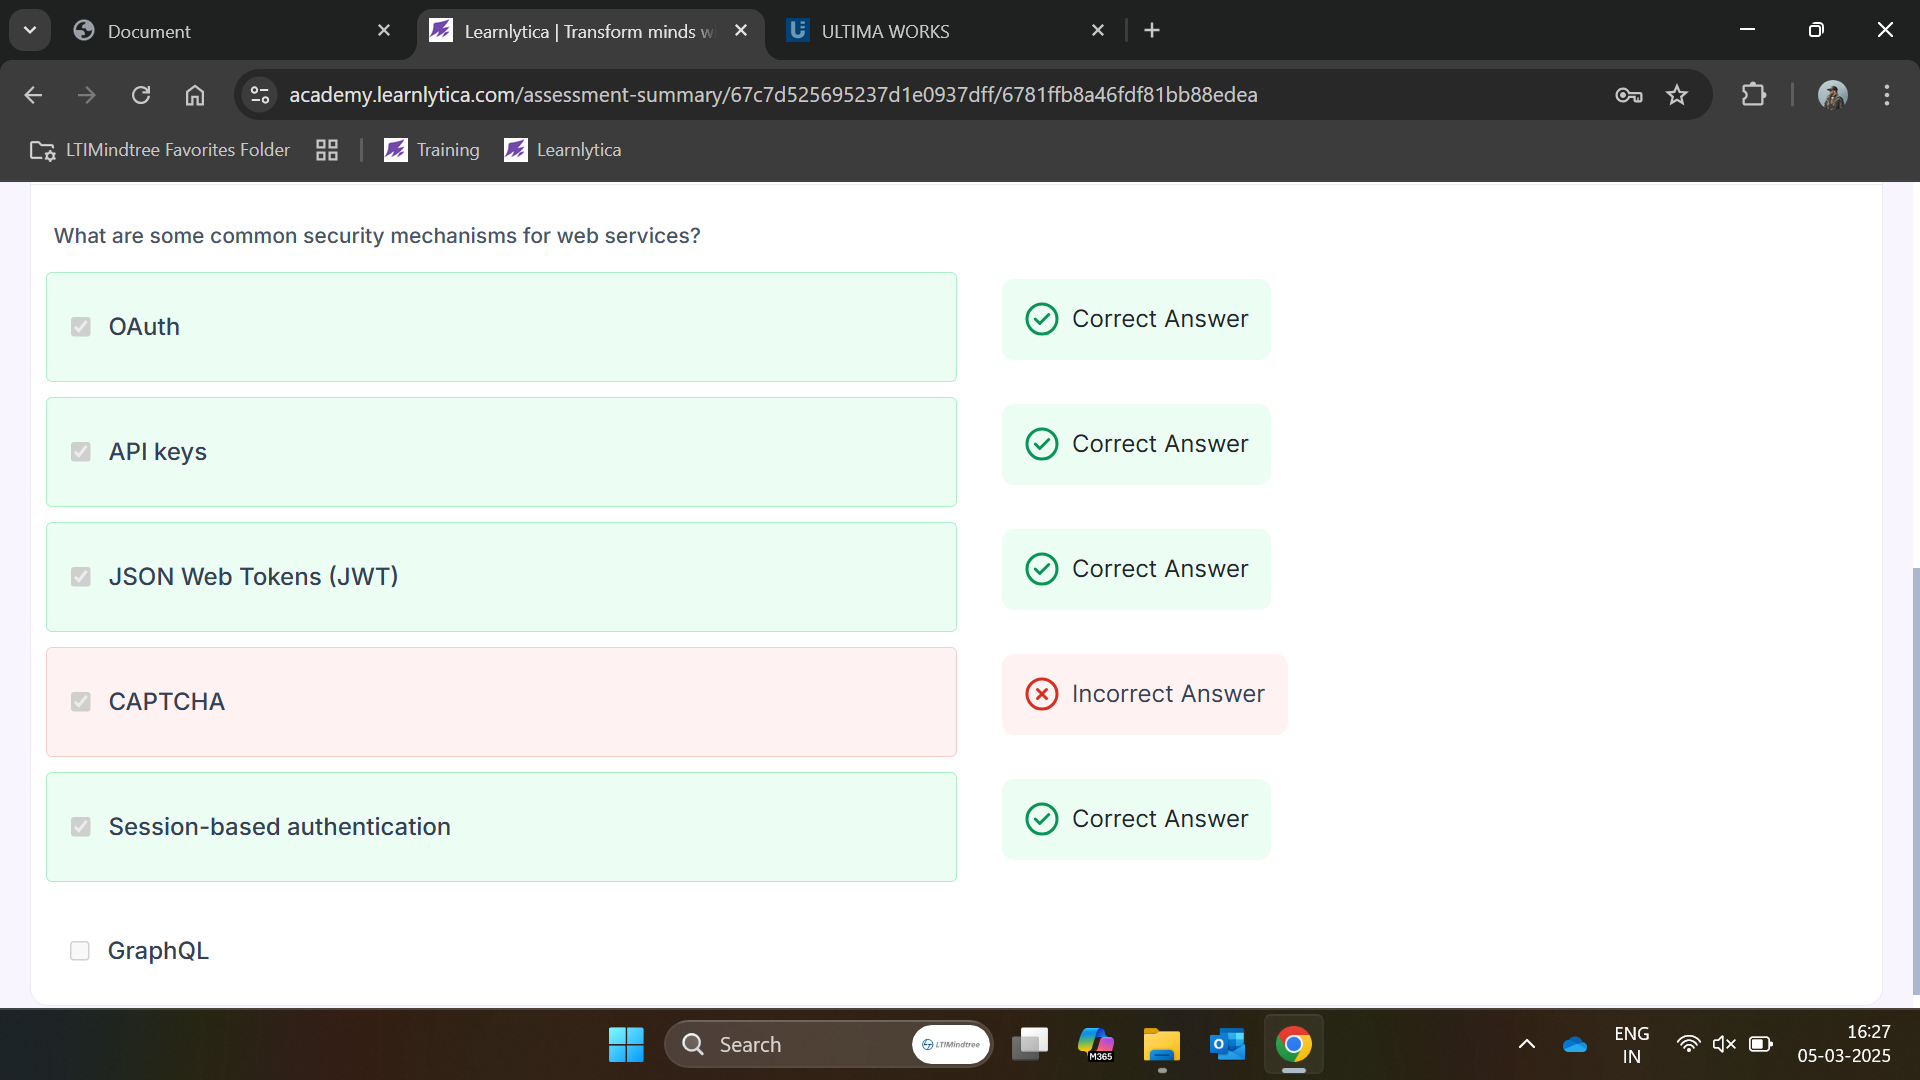 Document
Learnlytica | Transform minds w
ULTIMA WORKS
academy.learnlytica.com/assessment-summary/67c7d525695237d1e0937dff/6781ffb8a46fdf81bb88edea
LTIMindtree Favorites Folder
Training
Learnlytica
What are some common security mechanisms for web services?
OAuth
Correct Answer
API keys
Correct Answer
JSON Web Tokens (JWT)
Correct Answer
CAPTCHA
Incorrect Answer
Session-based authentication
Correct Answer
GraphQL
Search
LTIMindtree
M365
ENG
IN
16:27
05-03-2025